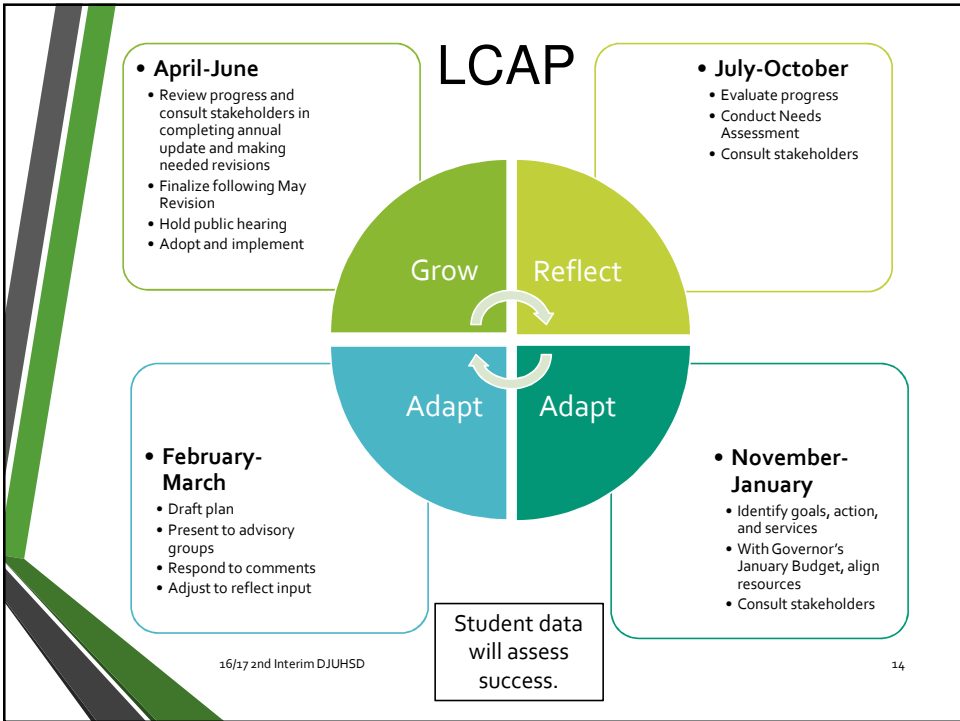 LCAP
• April-June
• Review progress and
consult stakeholders in
completing annual
update and making
needed revisions
• Finalize following May
Revision
• Hold public hearing
• Adopt and implement
• July-October
• Evaluate progress
• Conduct Needs
Assessment
• Consult stakeholders
Grow
Reflect
Adapt
Adapt
• February-
March
• Draft plan
• Present to advisory
groups
• Respond to comments
• Adjust to reflect input
• November-
January
• Identify goals, action,
and services
• With Governor's
January Budget, align
resources
• Consult stakeholders
Student data
will assess
success.
16/17 2nd Interim DJUHSD
14